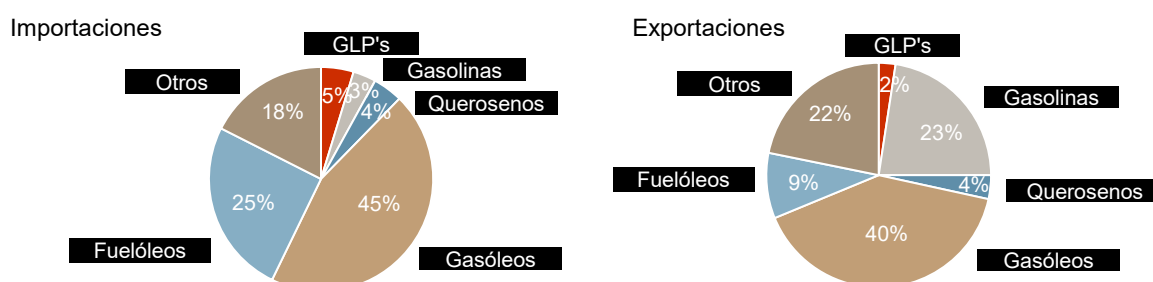 Importaciones
GLP's
Gasolinas
Querosenos
Otros
5%
3%
4%
18%
25%
45%
Fuelóleos
Gasóleos
Exportaciones
GLP's
Otros
Gasolinas
2%
22%
23%
Fuelóleos
9%
4%
Querosenos
40%
Gasóleos